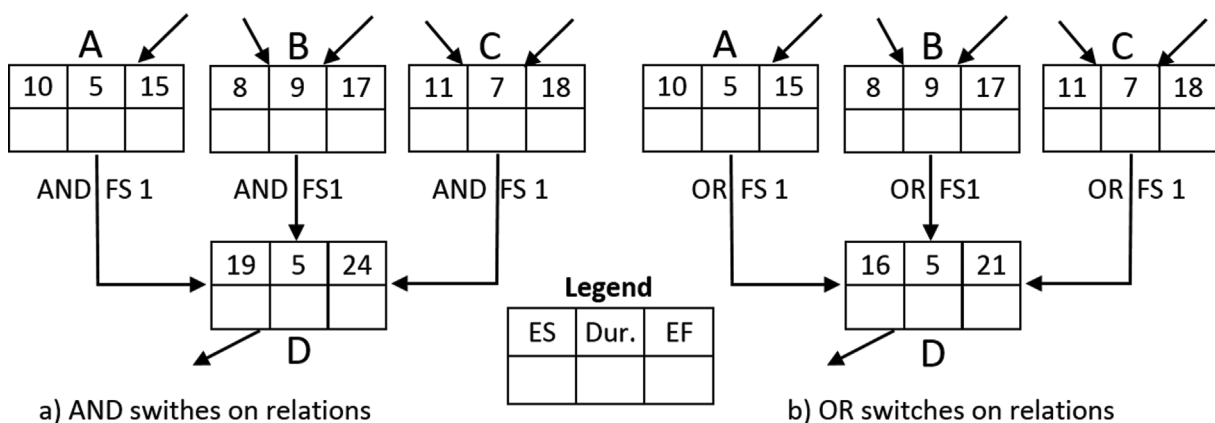 A B C A B C
10 5 15 8 9 17 11 7 18 10 5 15 8 9 17 11 7 18
AND FS 1 AND FS1 AND FS 1 OR FS 1 OR FS1 OR FS 1
19 5 24 16 5 21
Legend
ES Dur. EF
D D
a) AND swithes on relations b) OR switches on relations